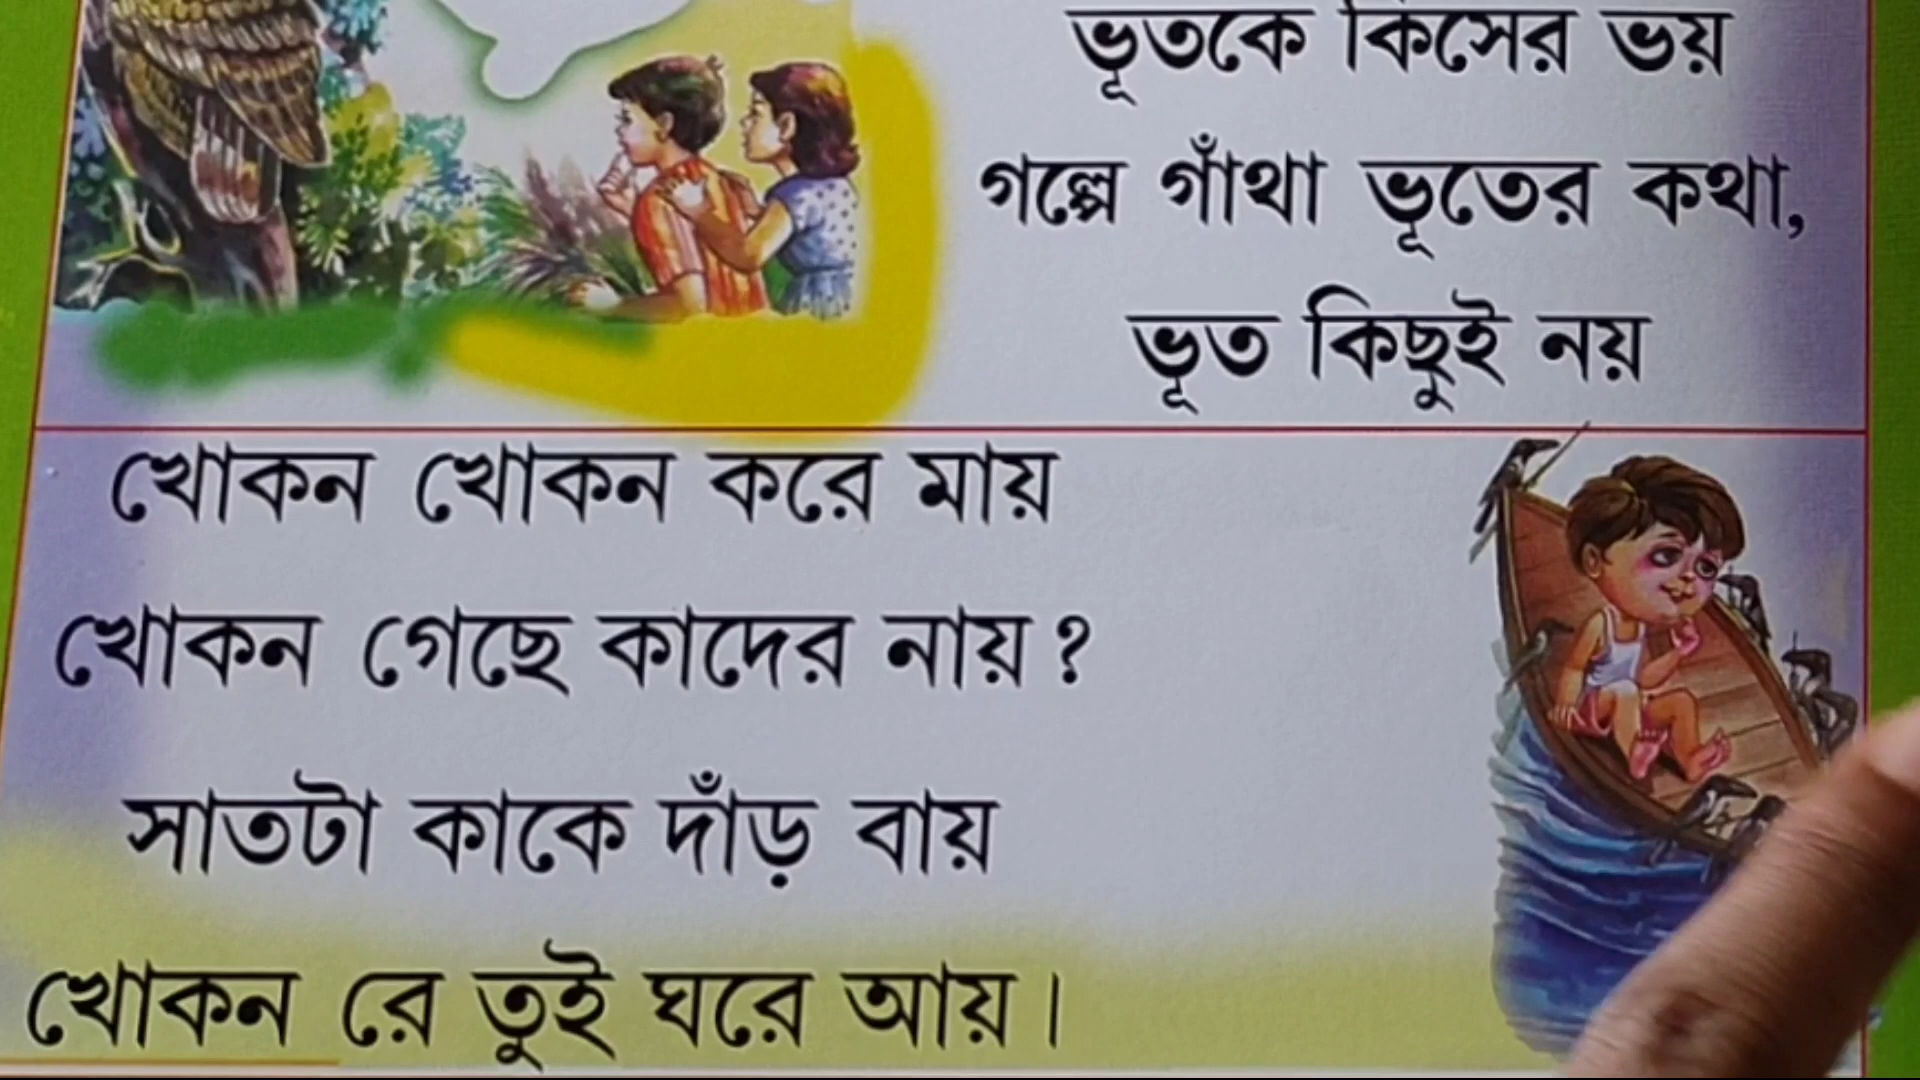 ভূতকে কিসের ভয়
গল্পে গাঁথা ভূতের কথা,
ভূত কিছুই নয়
খোকন খোকন করে মায়
খোকন গেছে কাদের নায়?
সাতটা কাকে দাঁড় বায়
খোকন রে তুই ঘরে আয়।